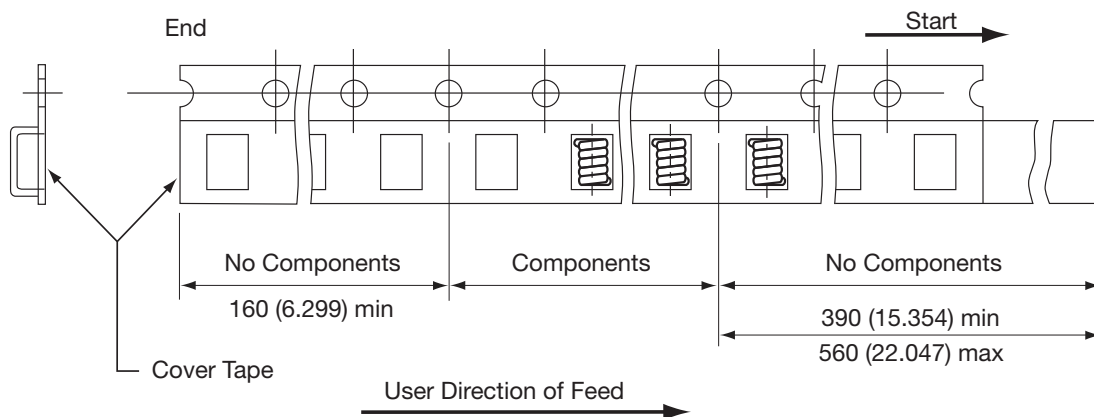 End
Start
No Components
Components
No Components
160 (6.299) min
390 (15.354) min
560 (22.047) max
Cover Tape
User Direction of Feed